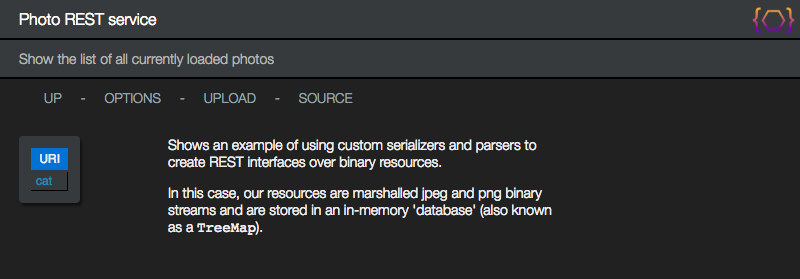 Photo REST service
Show the list of all currently loaded photos
UP - OPTIONS - UPLOAD - SOURCE
URI
cat
Shows an example of using custom serializers and parsers to
create REST interfaces over binary resources.
In this case, our resources are marshalled jpeg and png binary
streams and are stored in an in-memory 'database' (also known
as a TreeMap).